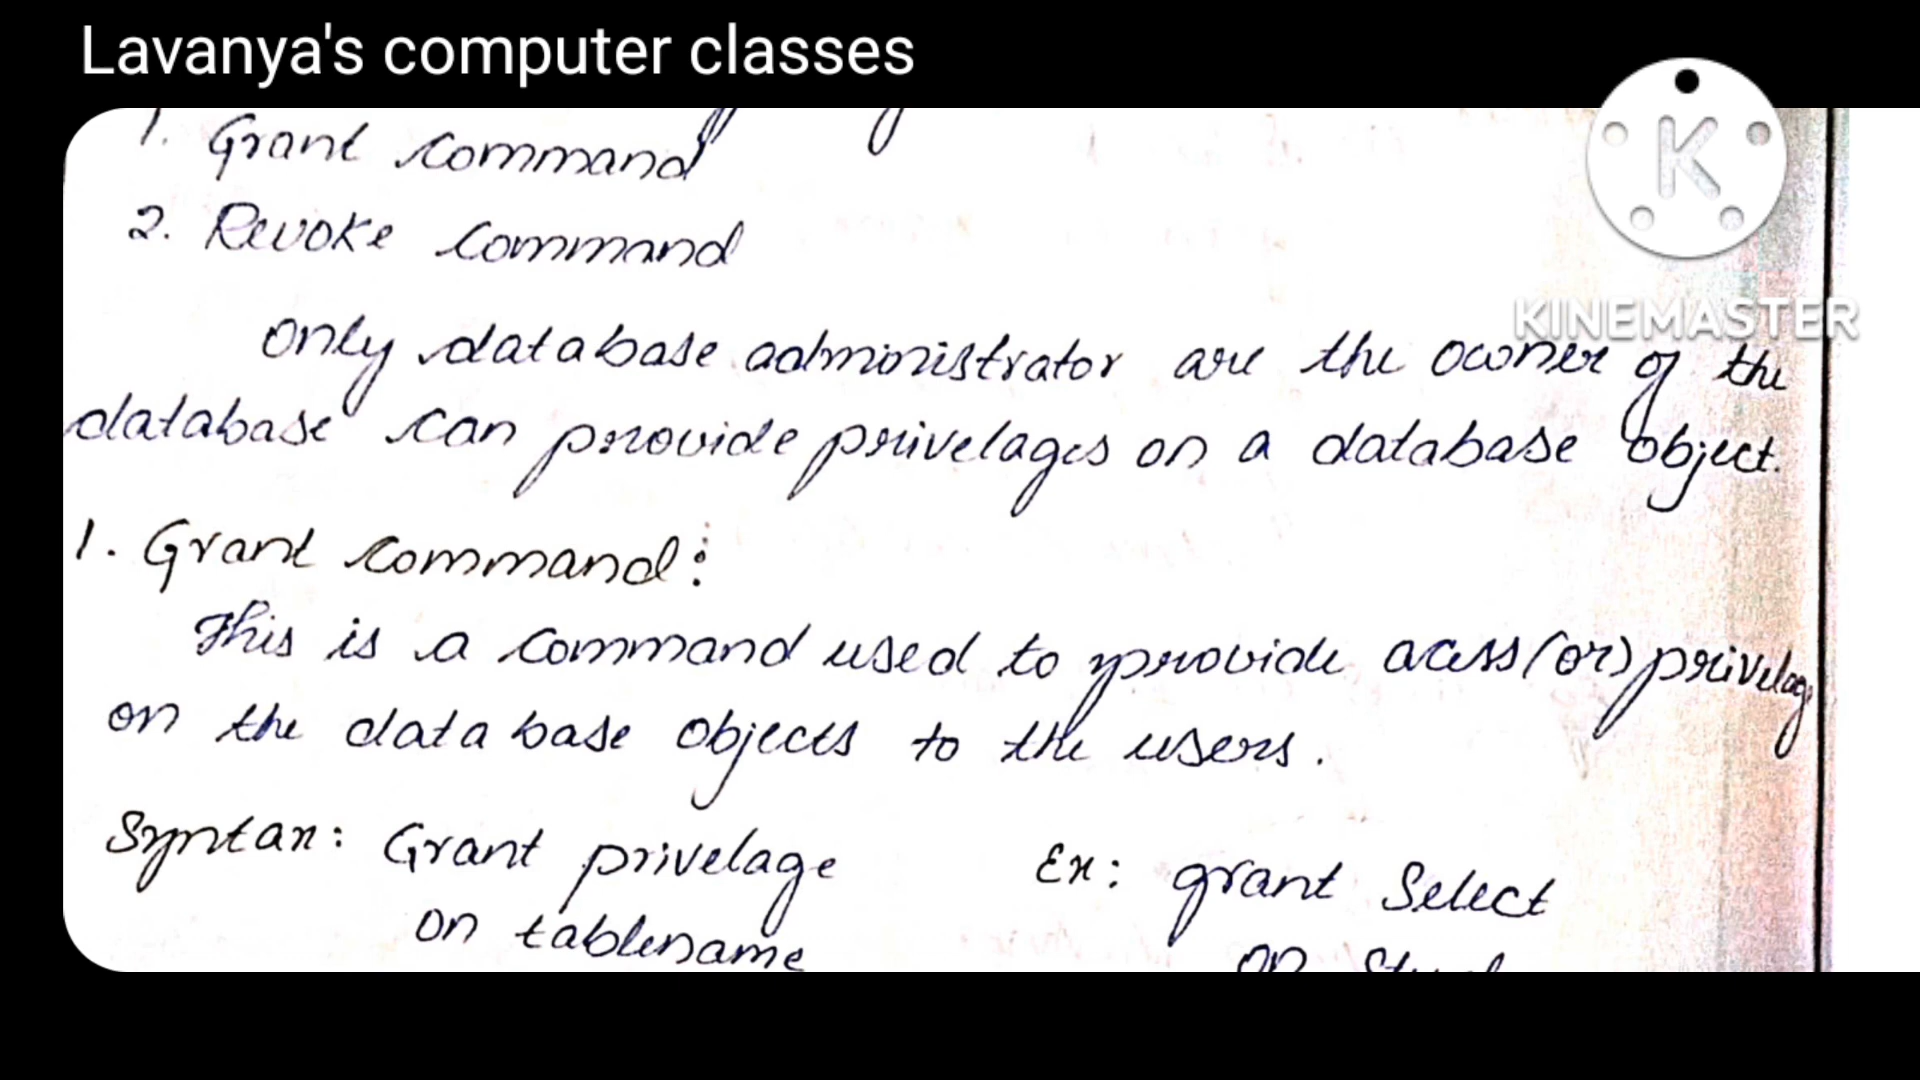 Lavanya's computer classes
K
KINEMASTER
1. Grant command
2. Revoke command
only database administrator are the owner of the
database can provide privelages on a database object.
1. Grant command:
This is a command used to provide acess (or) privelage
on the data base objects to the users.
Syntax: Grant privelage Ex: grant Select
on tablename on